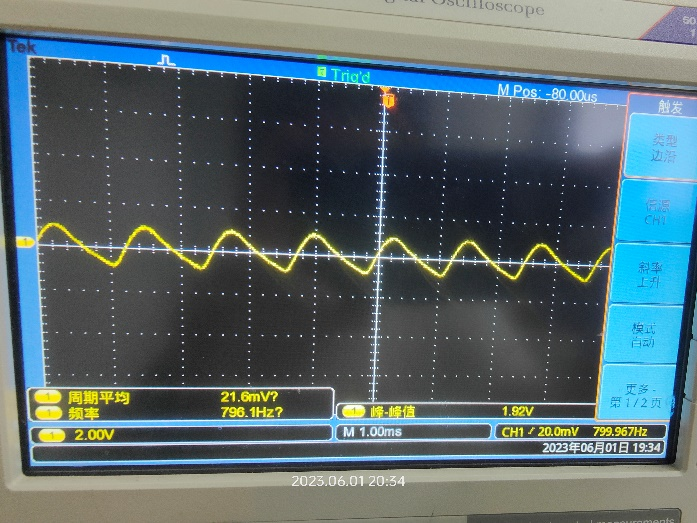 Oscilloscope
Tek
Trig'd
M Pos: -80.00us
触发
类型
边沿
信源
CH1
斜率
上升
模式
自动
更多-
第 1/2 页
1 周期平均 21.6mV?
1 频率 796.1Hz?
1 峰-峰值 1.92V
1 2.00V
M 1.00ms
CH1 20.0mV 799.967Hz
2023年06月01日 19:34
2023.06.01 20:34